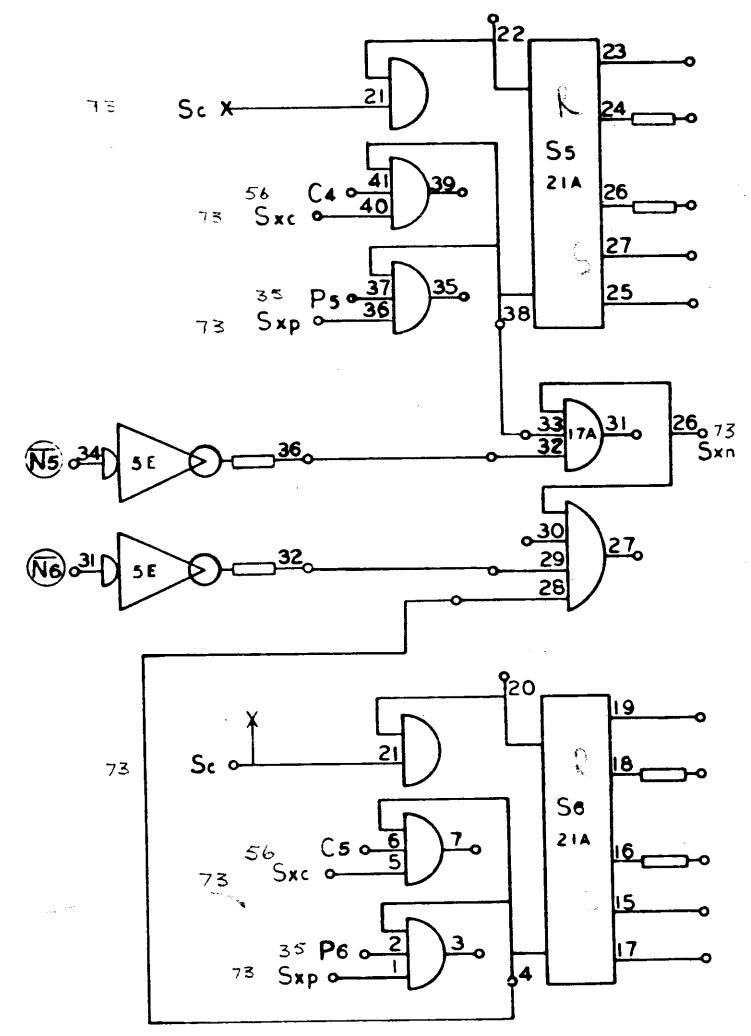 22
23
73 Sc X 21
24
S5
21A
41 39
56 C4
40
73 Sxc
26
27
37 35
35 P5
36
73 Sxp
25
38
33 17A 31 26 73
32 Sxn
N̅5 34 5E 36
30 27
N̅6 31 5E 32 29
28
20
19
X
73 Sc 21
18
S6
21A
6 7
56 C5
5
73 Sxc
16
15
35 P6 2 3
73 Sxp 1
17
4